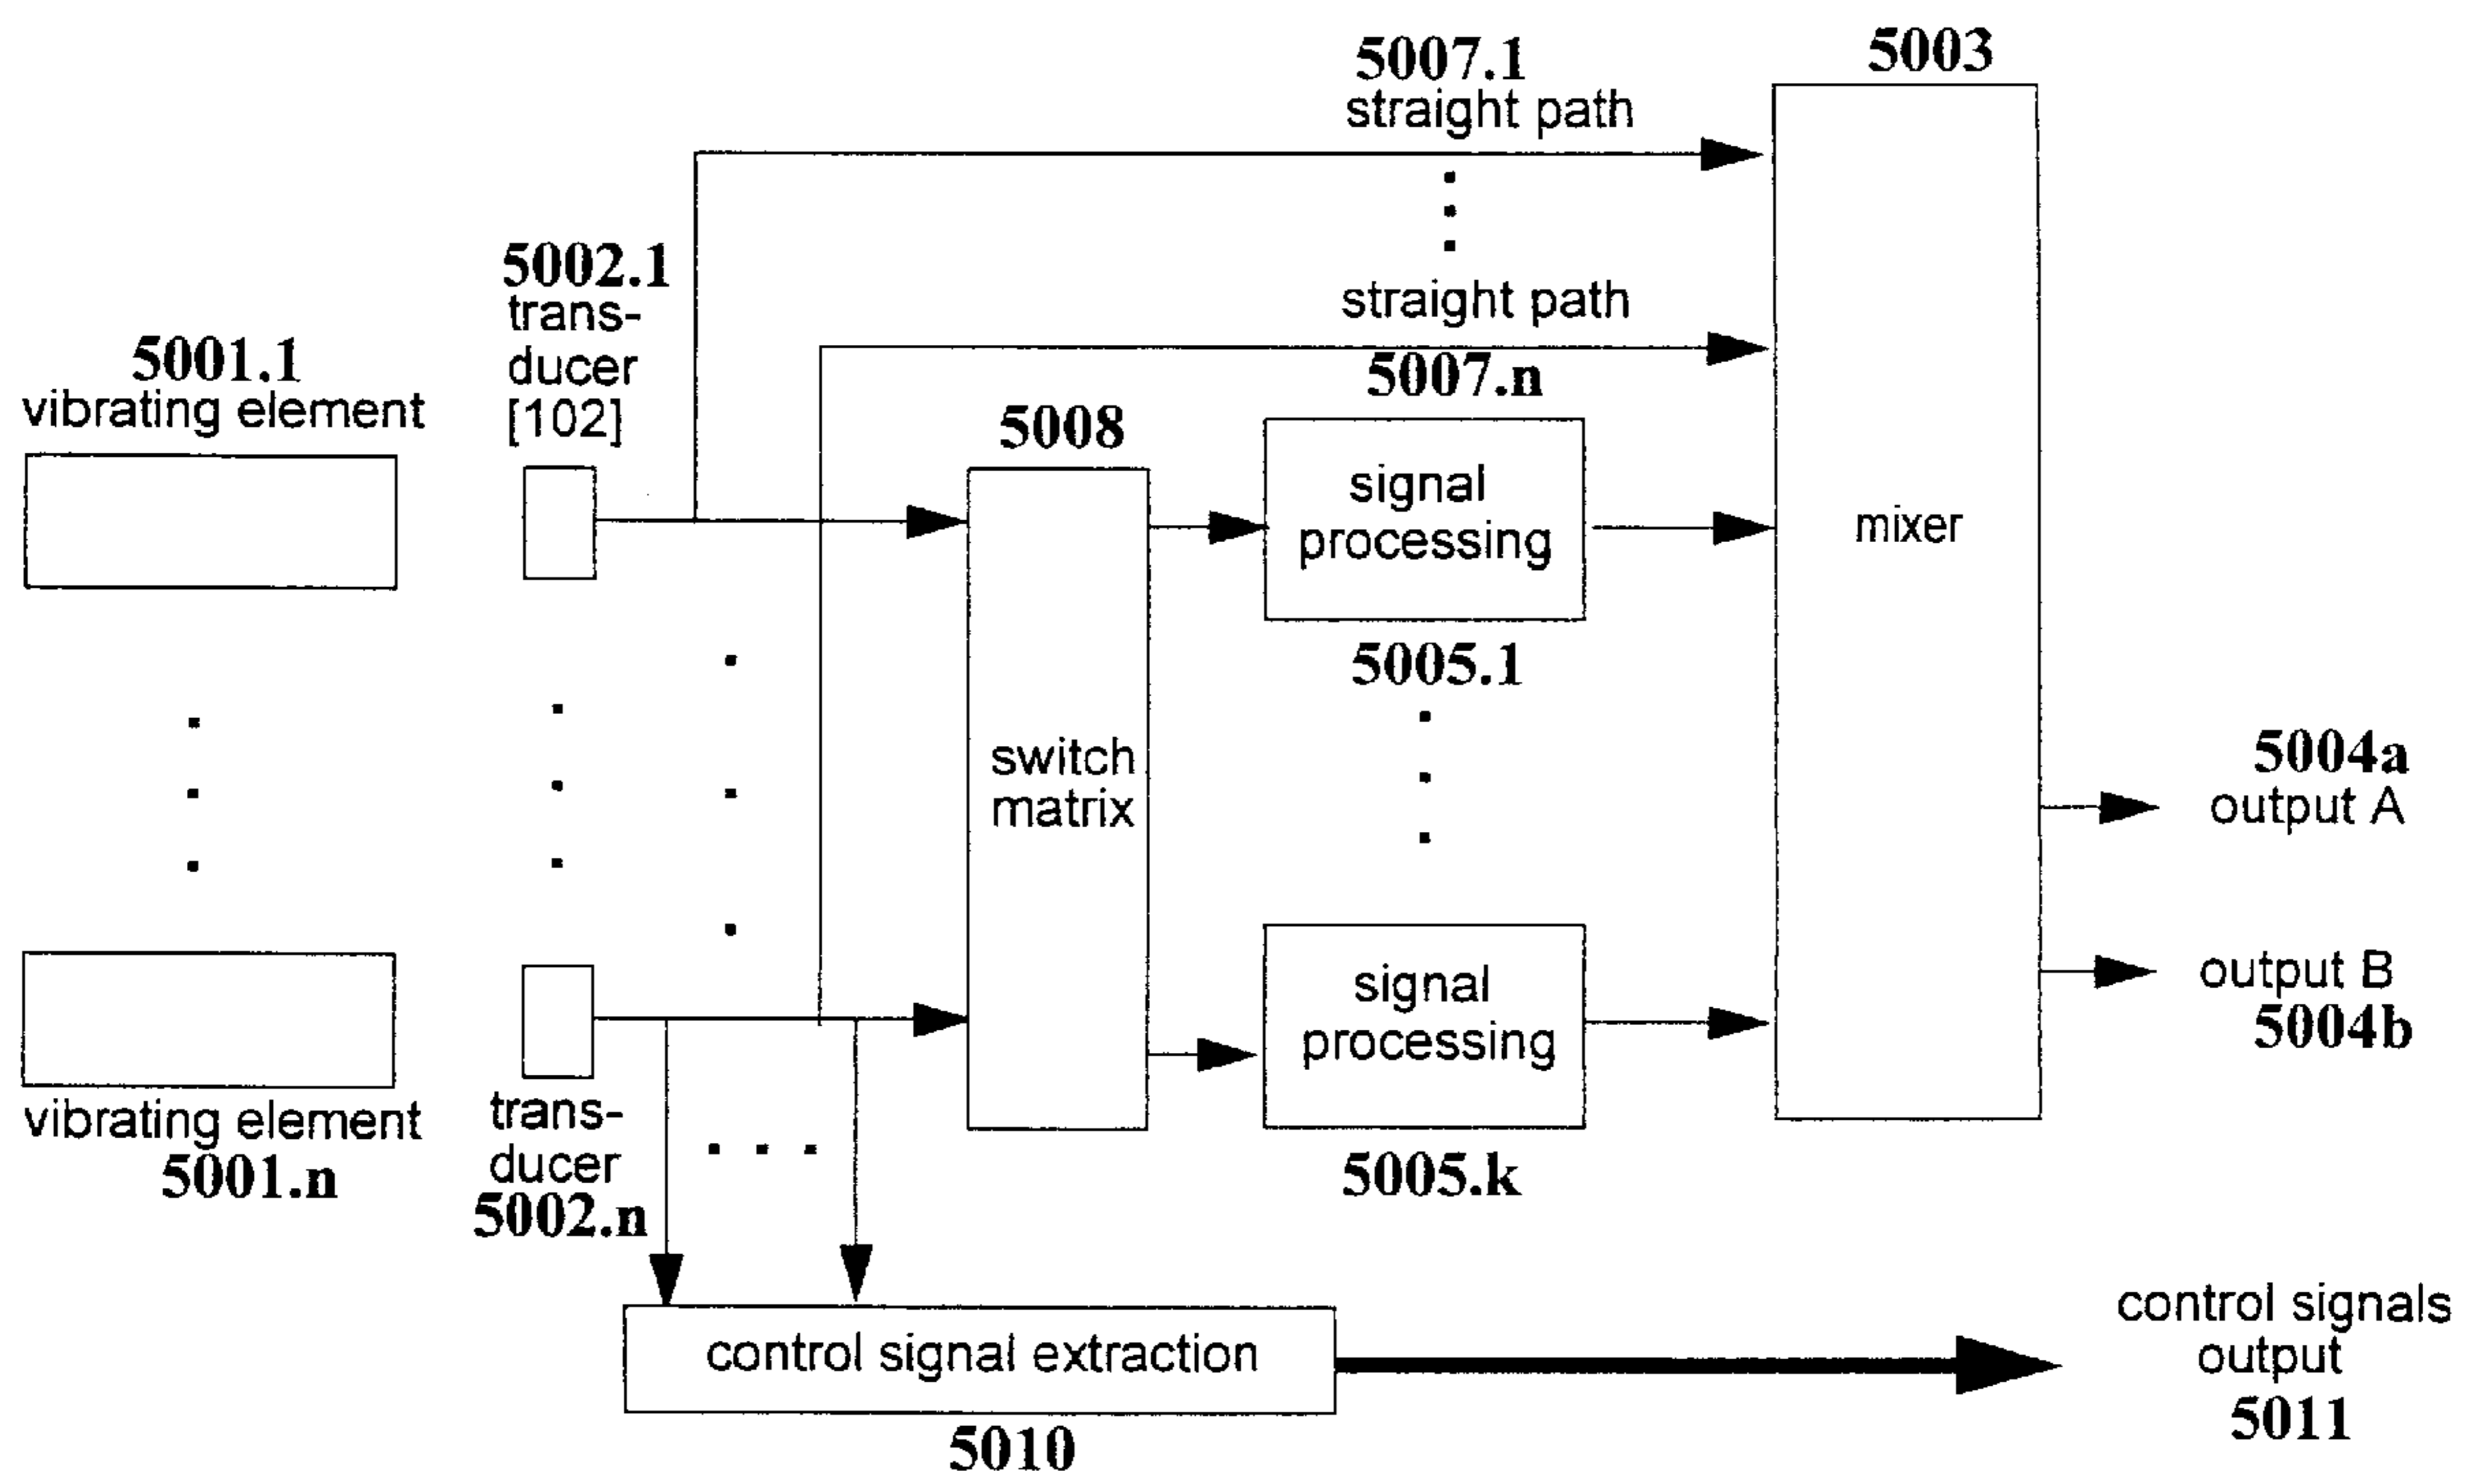 5007.1
straight path
5003
5002.1
trans-
ducer
[102]
straight path
5007.n
5001.1
vibrating element
5008
signal
processing
5005.1
mixer
switch
matrix
5004a
output A
output B
5004b
signal
processing
5005.k
vibrating element
5001.n
trans-
ducer
5002.n
control signal extraction
5010
control signals
output
5011